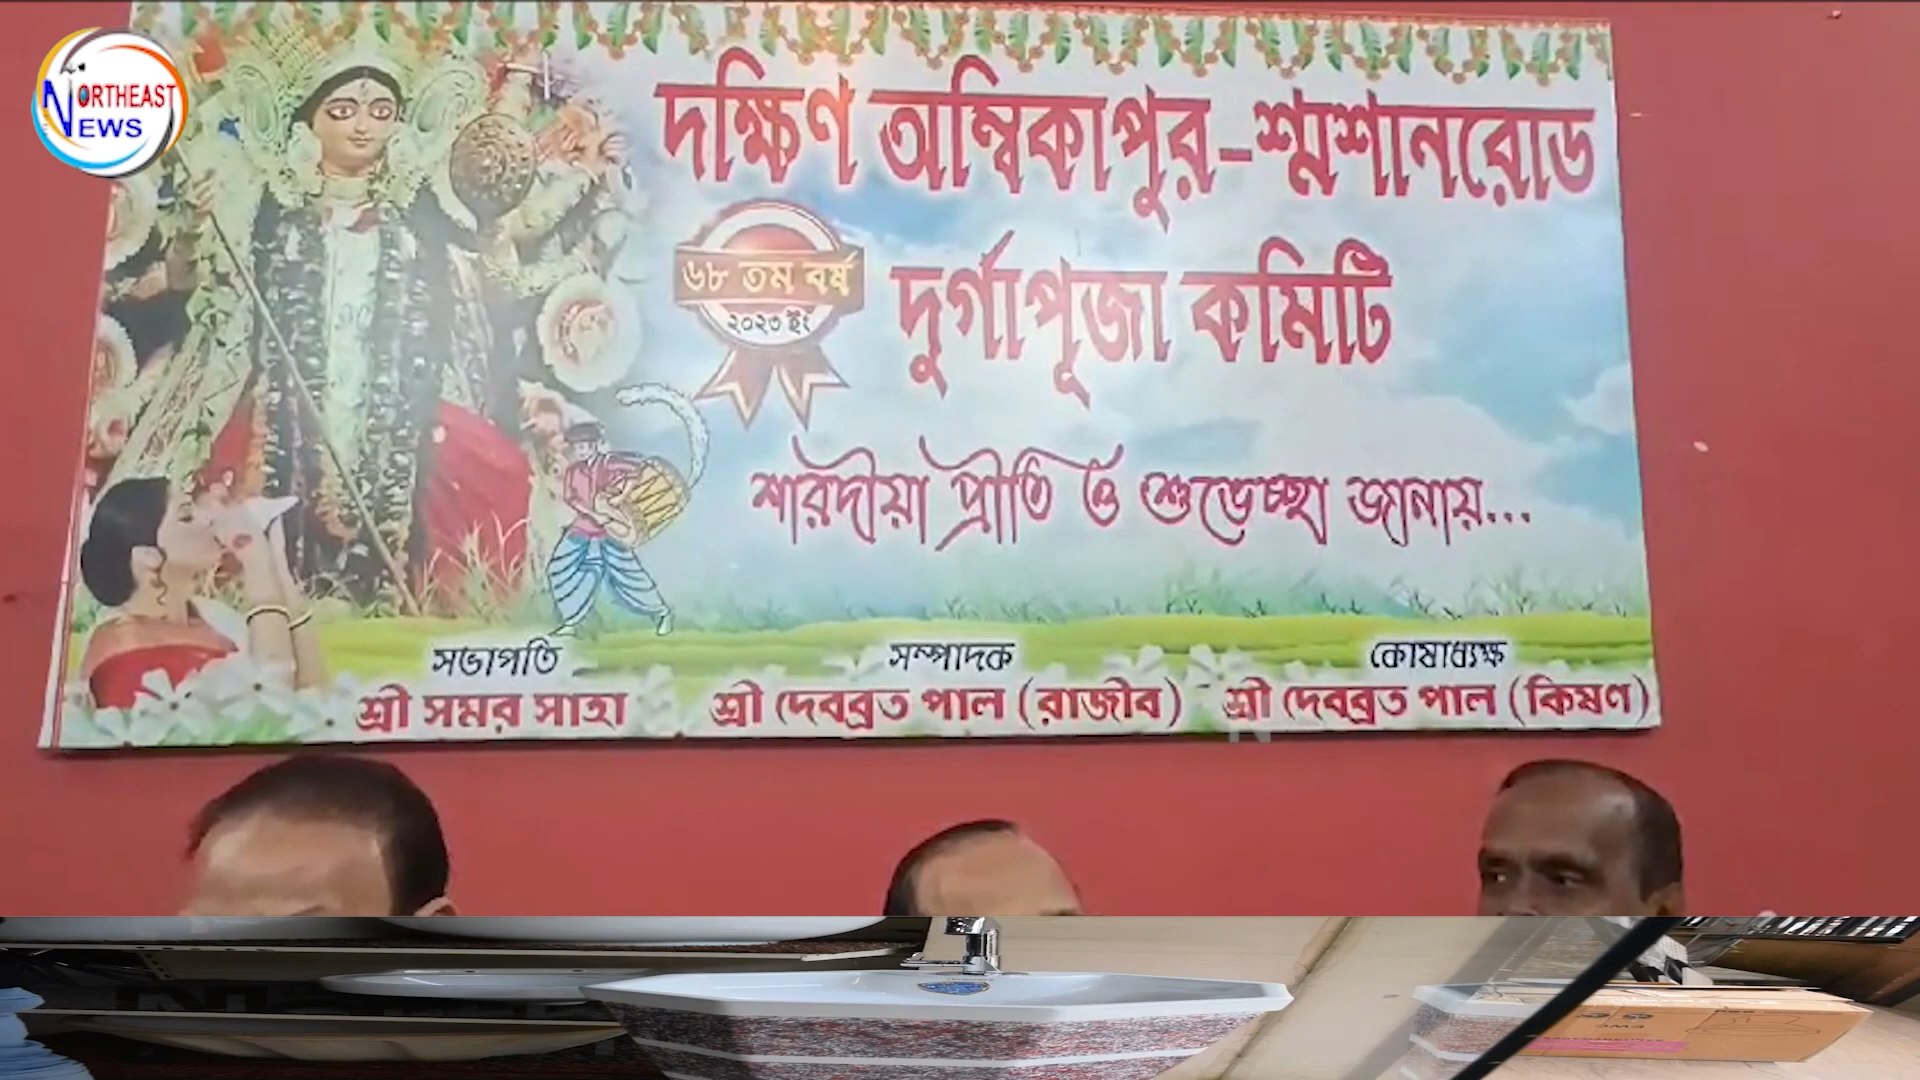 NORTHEAST
NEWS
দক্ষিণ অম্বিকাপুর-শ্মশানরোড
৬৮ তম বর্ষ
২০২৩ ইং
দুর্গাপূজা কমিটি
শারদীয়া প্রীতি ও শুভেচ্ছা জানায়...
সভাপতি
শ্রী সমর সাহা
সম্পাদক
শ্রী দেবব্রত পাল (রাজীব)
কোষাধ্যক্ষ
শ্রী দেবব্রত পাল (কিষণ)